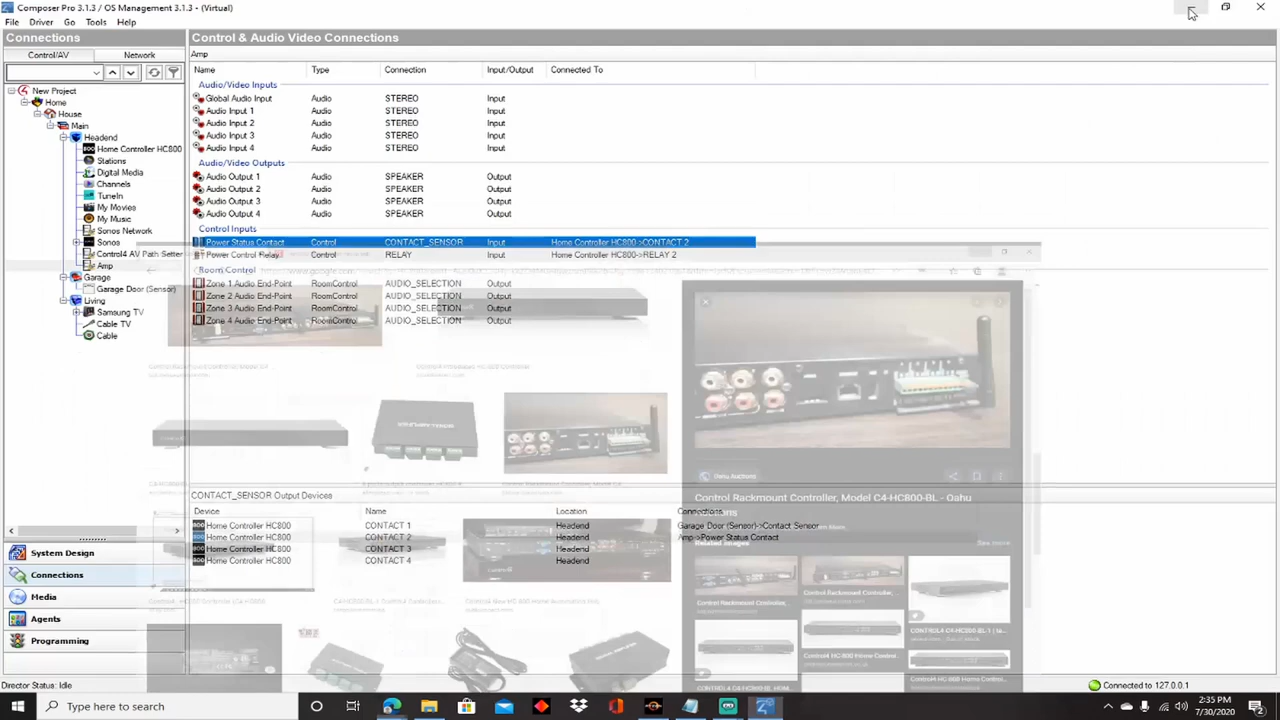 Composer Pro 3.1.3 / OS Management 3.1.3 - (Virtual)
File Driver Go Tools Help
Connections
Control & Audio Video Connections
Control/AV Network
Amp
Name Type Connection Input/Output Connected To
Audio/Video Inputs
Global Audio Input Audio STEREO Input
Audio Input 1 Audio STEREO Input
Audio Input 2 Audio STEREO Input
Audio Input 3 Audio STEREO Input
Audio Input 4 Audio STEREO Input
Audio/Video Outputs
Audio Output 1 Audio SPEAKER Output
Audio Output 2 Audio SPEAKER Output
Audio Output 3 Audio SPEAKER Output
Audio Output 4 Audio SPEAKER Output
Control Inputs
Power Status Contact Control CONTACT_SENSOR Input Home Controller HC800->CONTACT 2
Power Control Relay Control RELAY Input Home Controller HC800->RELAY 2
Room Control
Zone 1 Audio End-Point RoomControl AUDIO_SELECTION Output
Zone 2 Audio End-Point RoomControl AUDIO_SELECTION Output
Zone 3 Audio End-Point RoomControl AUDIO_SELECTION Output
Zone 4 Audio End-Point RoomControl AUDIO_SELECTION Output
New Project
Home
House
Main
Headend
Home Controller HC800
Stations
Digital Media
Channels
TuneIn
My Movies
My Music
Sonos Network
Sonos
Control4 AV Path Setter
Amp
Garage
Garage Door (Sensor)
Living
Samsung TV
Cable TV
Cable
Control Rackmount Controller, Model C4-HC800-BL - Oahu
CONTACT_SENSOR Output Devices
Device Name Location Connections
Home Controller HC800 CONTACT 1 Headend Garage Door (Sensor)->Contact Sensor
Home Controller HC800 CONTACT 2 Headend Amp->Power Status Contact
Home Controller HC800 CONTACT 3 Headend
Home Controller HC800 CONTACT 4 Headend
System Design
Connections
Media
Agents
Programming
Director Status: Idle
Connected to 127.0.0.1
Type here to search
2:35 PM
7/30/2020